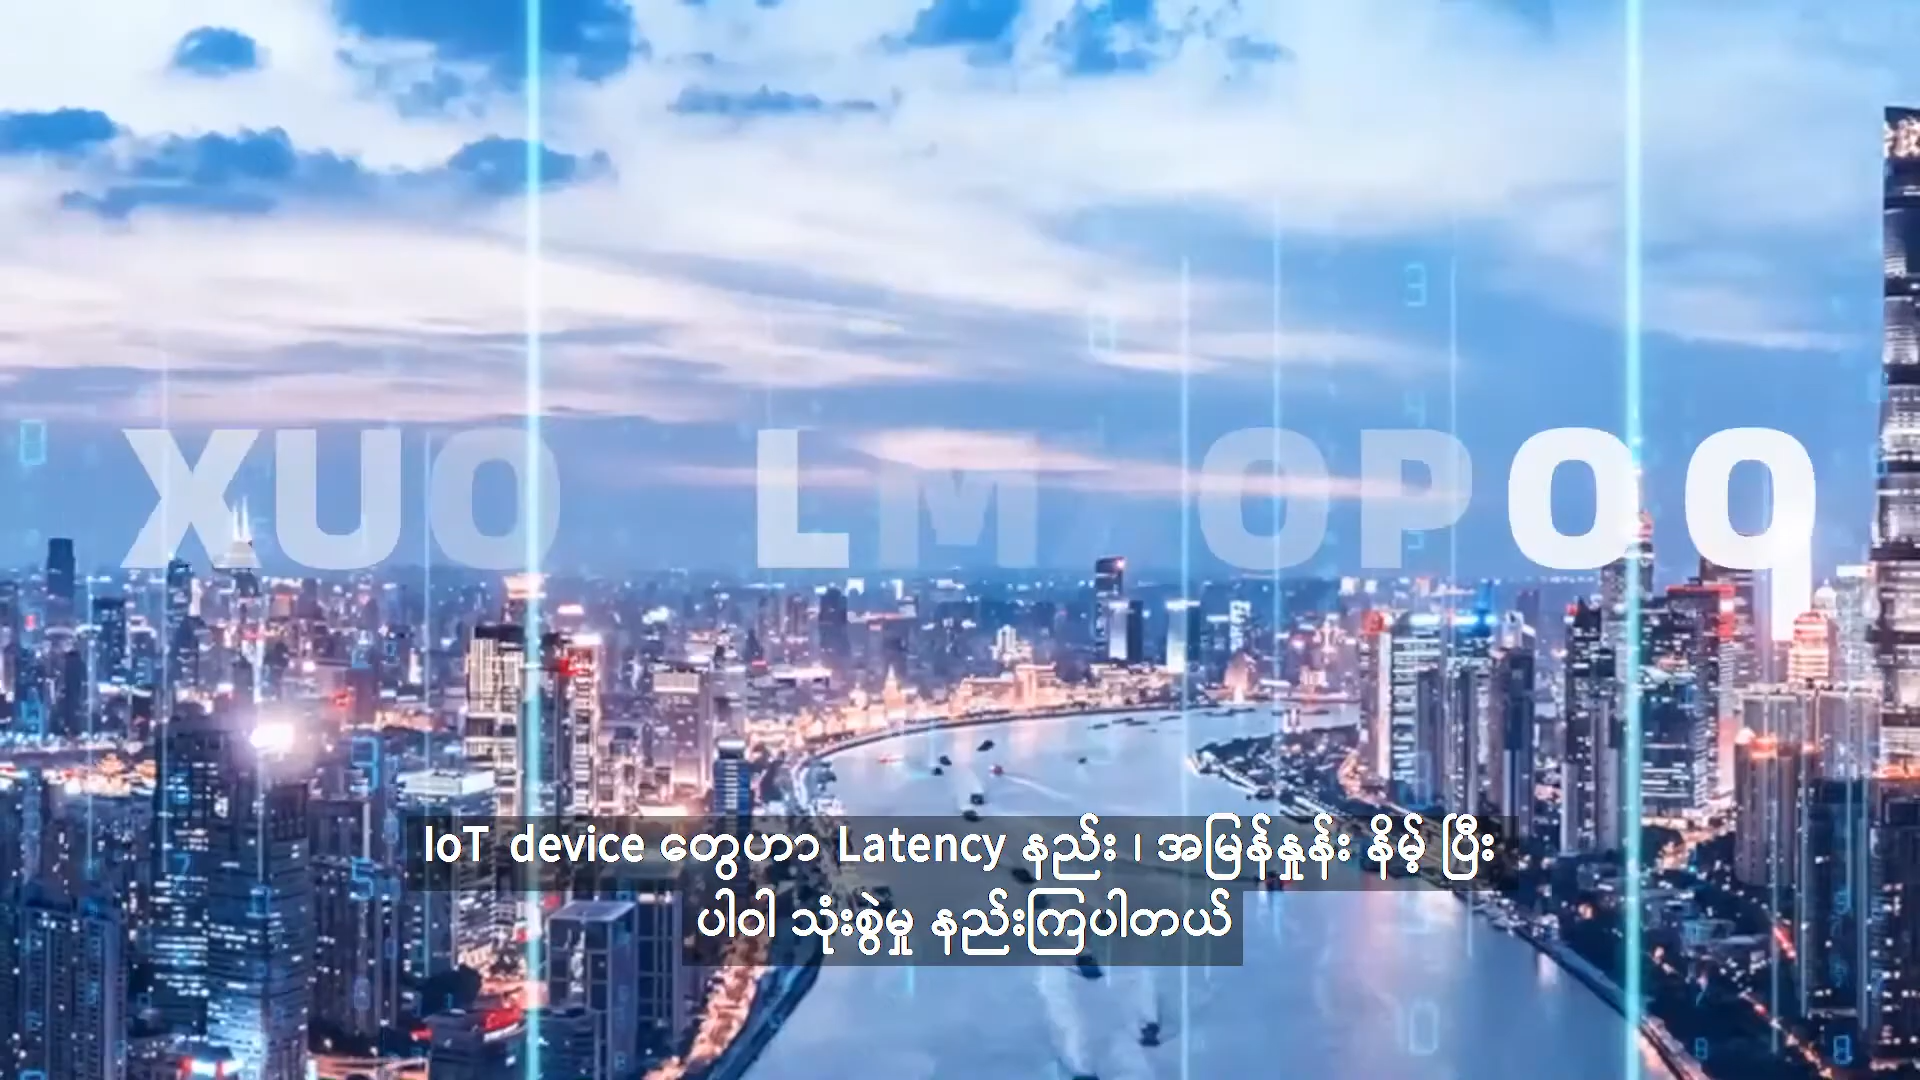 XUO LM OPOQ
IoT device တွေဟာ Latency နည်း ၊ အမြန်နှုန်း နိမ့် ပြီး
ပါဝါ သုံးစွဲမှု နည်းကြပါတယ်